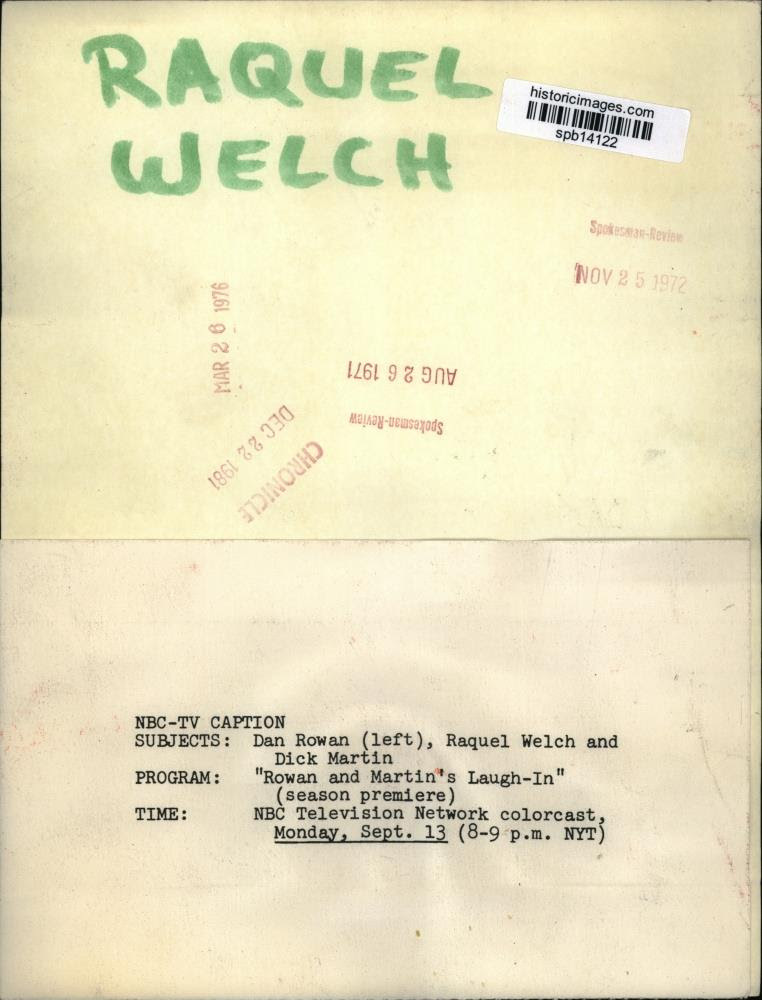 RAQUEL
WELCH
historicimages.com
spb14122
Spokesman-Review
NOV 25 1972
MAR 26 1976
AUG 26 1971
Spokesman-Review
DEC 22 1981
CHRONICLE
NBC-TV CAPTION
SUBJECTS: Dan Rowan (left), Raquel Welch and
Dick Martin
PROGRAM: "Rowan and Martin's Laugh-In"
(season premiere)
TIME: NBC Television Network colorcast,
Monday, Sept. 13 (8-9 p.m. NYT)